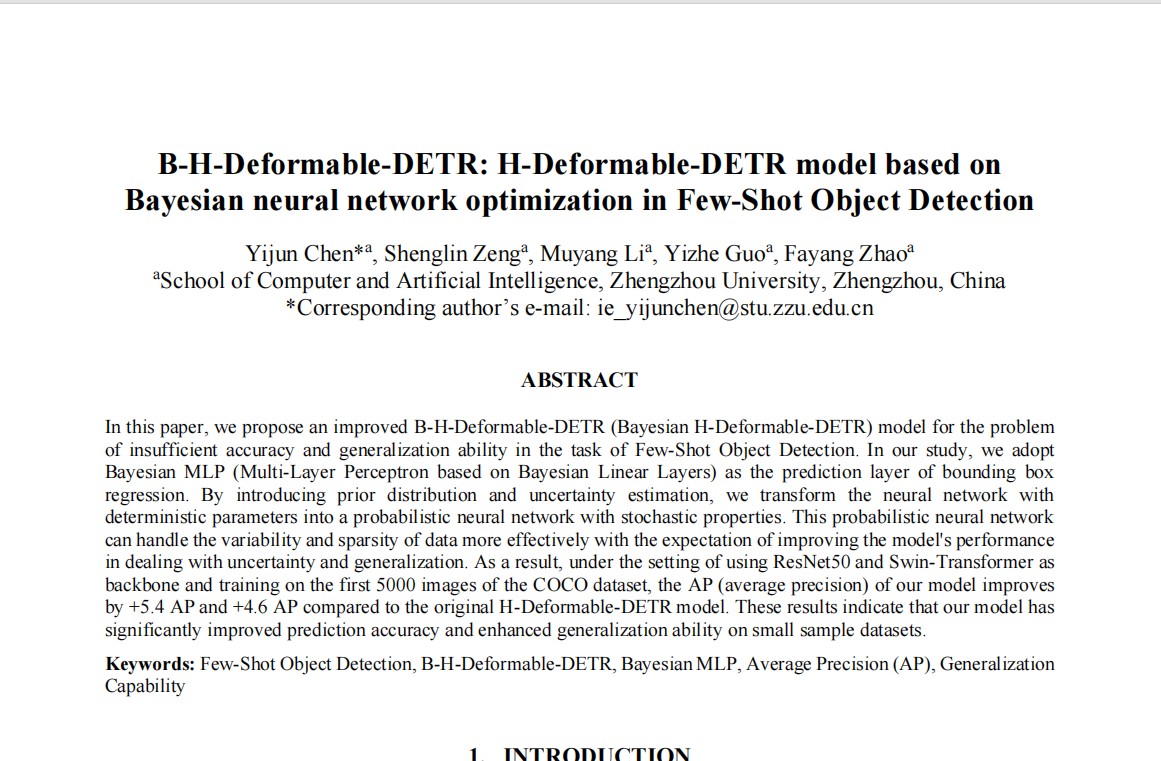 B-H-Deformable-DETR: H-Deformable-DETR model based on
Bayesian neural network optimization in Few-Shot Object Detection
Yijun Chen*ᵃ, Shenglin Zengᵃ, Muyang Liᵃ, Yizhe Guoᵃ, Fayang Zhaoᵃ
ᵃSchool of Computer and Artificial Intelligence, Zhengzhou University, Zhengzhou, China
*Corresponding author’s e-mail: ie_yijunchen@stu.zzu.edu.cn
ABSTRACT
In this paper, we propose an improved B-H-Deformable-DETR (Bayesian H-Deformable-DETR) model for the problem
of insufficient accuracy and generalization ability in the task of Few-Shot Object Detection. In our study, we adopt
Bayesian MLP (Multi-Layer Perceptron based on Bayesian Linear Layers) as the prediction layer of bounding box
regression. By introducing prior distribution and uncertainty estimation, we transform the neural network with
deterministic parameters into a probabilistic neural network with stochastic properties. This probabilistic neural network
can handle the variability and sparsity of data more effectively with the expectation of improving the model's performance
in dealing with uncertainty and generalization. As a result, under the setting of using ResNet50 and Swin-Transformer as
backbone and training on the first 5000 images of the COCO dataset, the AP (average precision) of our model improves
by +5.4 AP and +4.6 AP compared to the original H-Deformable-DETR model. These results indicate that our model has
significantly improved prediction accuracy and enhanced generalization ability on small sample datasets.
Keywords: Few-Shot Object Detection, B-H-Deformable-DETR, Bayesian MLP, Average Precision (AP), Generalization
Capability
1. INTRODUCTION